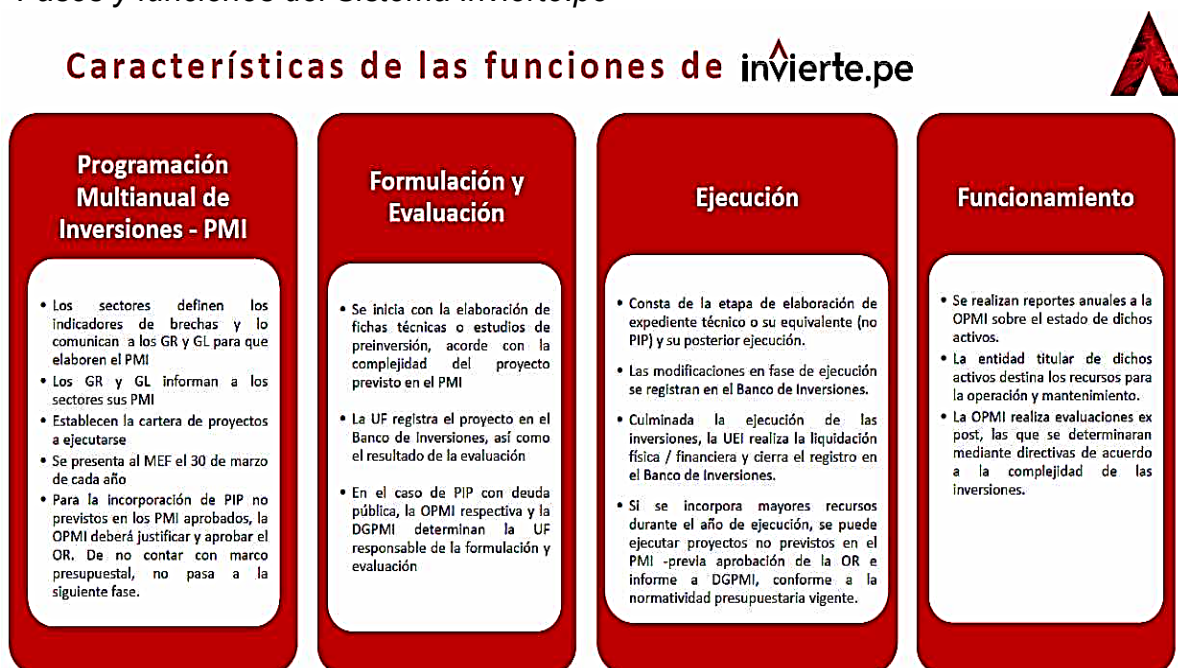 Pasos y funciones del Sistema Invierte.pe
Características de las funciones de invierte.pe
Programación
Multianual de
Inversiones - PMI
• Los sectores definen los
indicadores de brechas y lo
comunican a los GR y GL para que
elaboren el PMI
• Los GR y GL informan a los
sectores sus PMI
• Establecen la cartera de proyectos
a ejecutarse
• Se presenta al MEF el 30 de marzo
de cada año
• Para la incorporación de PIP no
previstos en los PMI aprobados, la
OPMI deberá justificar y aprobar el
OR. De no contar con marco
presupuestal, no pasa a la
siguiente fase.
Formulación y
Evaluación
• Se inicia con la elaboración de
fichas técnicas o estudios de
preinversión, acorde con la
complejidad del proyecto
previsto en el PMI
• La UF registra el proyecto en el
Banco de Inversiones, así como
el resultado de la evaluación
• En el caso de PIP con deuda
pública, la OPMI respectiva y la
DGPMI determinan la UF
responsable de la formulación y
evaluación
Ejecución
• Consta de la etapa de elaboración de
expediente técnico o su equivalente (no
PIP) y su posterior ejecución.
• Las modificaciones en fase de ejecución
se registran en el Banco de Inversiones.
• Culminada la ejecución de las
inversiones, la UEI realiza la liquidación
física / financiera y cierra el registro en
el Banco de Inversiones.
• Si se incorpora mayores recursos
durante el año de ejecución, se puede
ejecutar proyectos no previstos en el
PMI -previa aprobación de la OR e
informe a DGPMI, conforme a la
normatividad presupuestaria vigente.
Funcionamiento
• Se realizan reportes anuales a la
OPMI sobre el estado de dichos
activos.
• La entidad titular de dichos
activos destina los recursos para
la operación y mantenimiento.
• La OPMI realiza evaluaciones ex
post, las que se determinaran
mediante directivas de acuerdo
a la complejidad de las
inversiones.